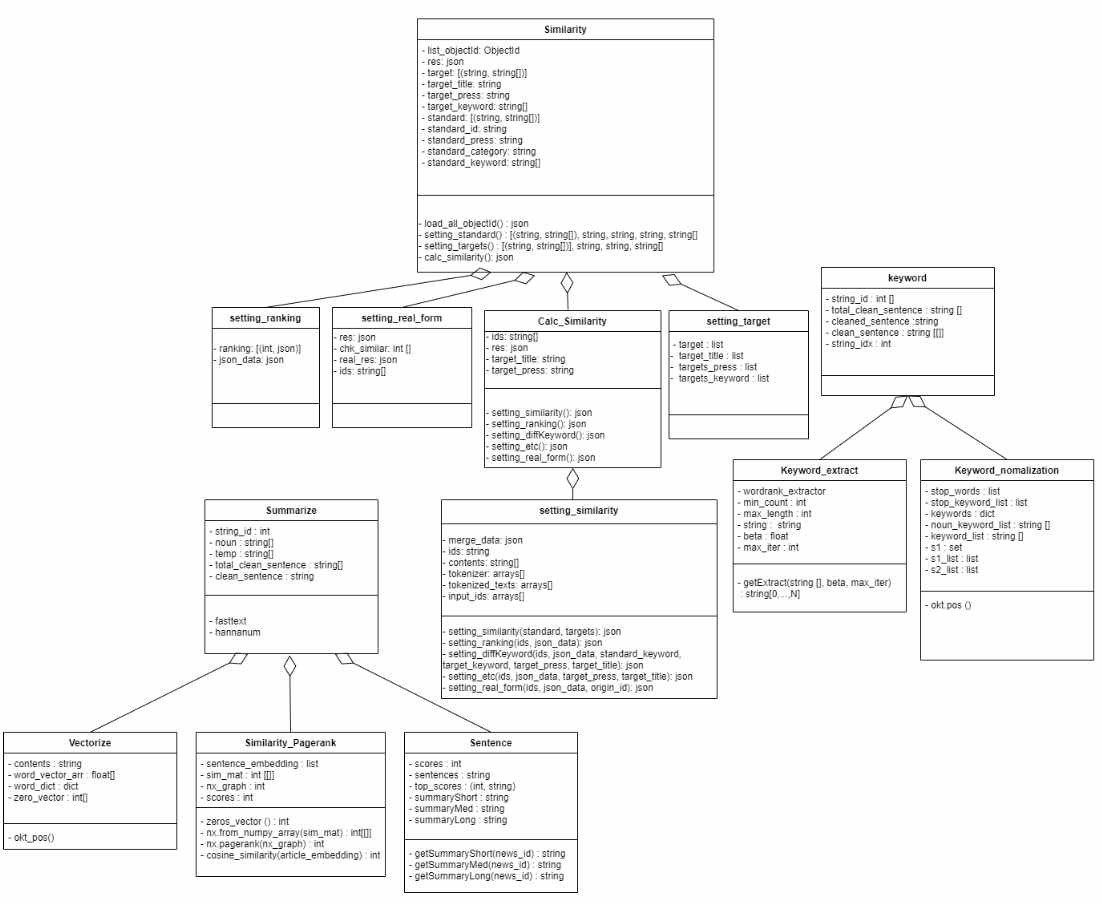 Similarity
- list_objectId: ObjectId
- res: json
- target: [(string, string[])]
- target_title: string
- target_press: string
- target_keyword: string[]
- standard: [(string, string[])]
- standard_id: string
- standard_press: string
- standard_category: string
- standard_keyword: string[]
- load_all_objectId() : json
- setting_standard() : [(string, string[]), string, string, string, string[]
- setting_targets() : [(string, string[])], string, string, string[]
- calc_similarity(): json
setting_ranking
- ranking: [(int, json)]
- json_data: json
setting_real_form
- res: json
- chk_similar: int []
- real_res: json
- ids: string[]
Calc_Similarity
- ids: string[]
- res: json
- target_title: string
- target_press: string
- setting_similarity(): json
- setting_ranking(): json
- setting_diffKeyword(): json
- setting_etc(): json
- setting_real_form(): json
setting_target
- target : list
- target_title : list
- targets_press : list
- targets_keyword : list
keyword
- string_id : int []
- total_clean_sentence : string []
- cleaned_sentence :string
- clean_sentence : string [[]]
- string_idx : int
Keyword_extract
- wordrank_extractor
- min_count : int
- max_length : int
- string : string
- beta : float
- max_iter : int
- getExtract(string [], beta, max_iter)
: string[0, ..,N]
Keyword_nomalization
- stop_words : list
- stop_keyword_list : list
- keywords : dict
- noun_keyword_list : string []
- keyword_list : string []
- s1 : set
- s1_list : list
- s2_list : list
- okt.pos ()
Summarize
- string_id : int
- noun : string[]
- temp : string[]
- total_clean_sentence : string[]
- clean_sentence : string
- fasttext
- hannanum
setting_similarity
- merge_data: json
- ids: string
- contents: string[]
- tokenizer: arrays[]
- tokenized_texts: arrays[]
- input_ids: arrays[]
- setting_similarity(standard, targets): json
- setting_ranking(ids, json_data): json
- setting_diffKeyword(ids, json_data, standard_keyword,
target_keyword, target_press, target_title): json
- setting_etc(ids, json_data, target_press, target_title): json
- setting_real_form(ids, json_data, origin_id): json
Vectorize
- contents : string
- word_vector_arr : float[]
- word_dict : dict
- zero_vector : int[]
- okt_pos()
Similarity_Pagerank
- sentence_embedding : list
- sim_mat : int [[]]
- nx_graph : int
- scores : int
- zeros_vector () : int
- nx.from_numpy_array(sim_mat) : int[[]]
- nx.pagerank(nx_graph) : int
- cosine_similarity(article_embedding) : int
Sentence
- scores : int
- sentences : string
- top_scores : (int, string)
- summaryShort : string
- summaryMed : string
- summaryLong : string
- getSummaryShort(news_id) : string
- getSummaryMed(news_id) : string
- getSummaryLong(news_id) : string